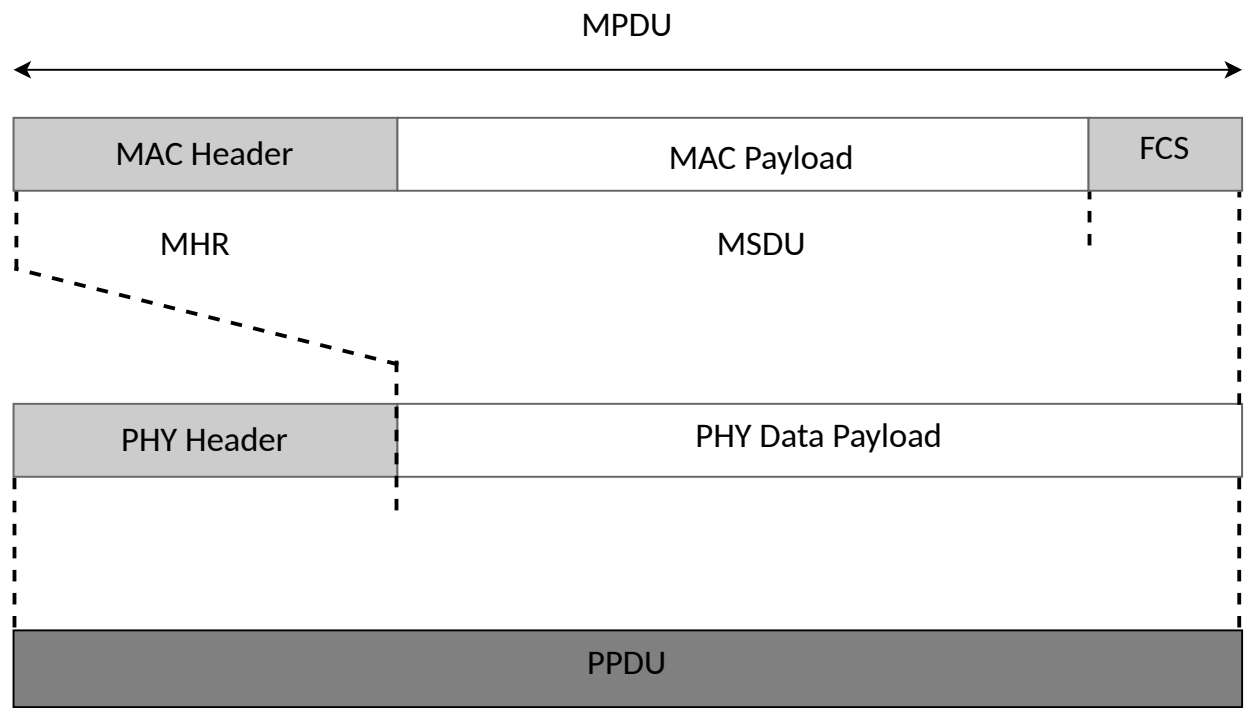 MPDU
MAC Header
MAC Payload
FCS
MHR
MSDU
PHY Header
PHY Data Payload
PPDU